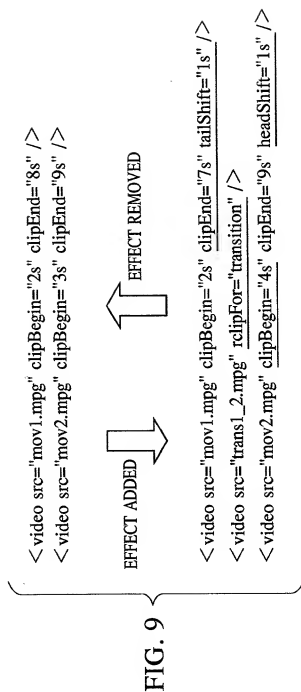 <video src="mov1.mpg" clipBegin="2s" clipEnd="8s" />
<video src="mov2.mpg" clipBegin="3s" clipEnd="9s" />
EFFECT ADDED
EFFECT REMOVED
<video src="mov1.mpg" clipBegin="2s" clipEnd="7s" tailShift="1s" />
<video src="trans1_2.mpg" rclipFor="transition" />
<video src="mov2.mpg" clipBegin="4s" clipEnd="9s" headShift="1s" />
FIG. 9